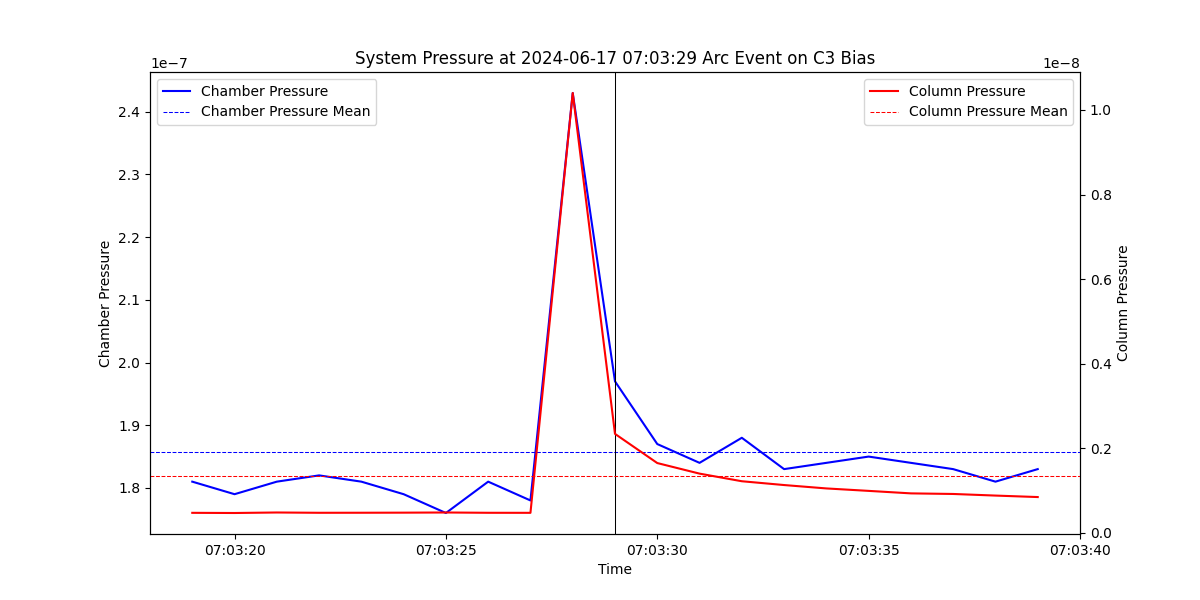 System Pressure at 2024-06-17 07:03:29 Arc Event on C3 Bias
1e−7
1e−8
Chamber Pressure
Chamber Pressure Mean
Column Pressure
Column Pressure Mean
2.4
2.3
2.2
2.1
2.0
1.9
1.8
Chamber Pressure
1.0
0.8
0.6
0.4
0.2
0.0
Column Pressure
07:03:20
07:03:25
07:03:30
07:03:35
07:03:40
Time